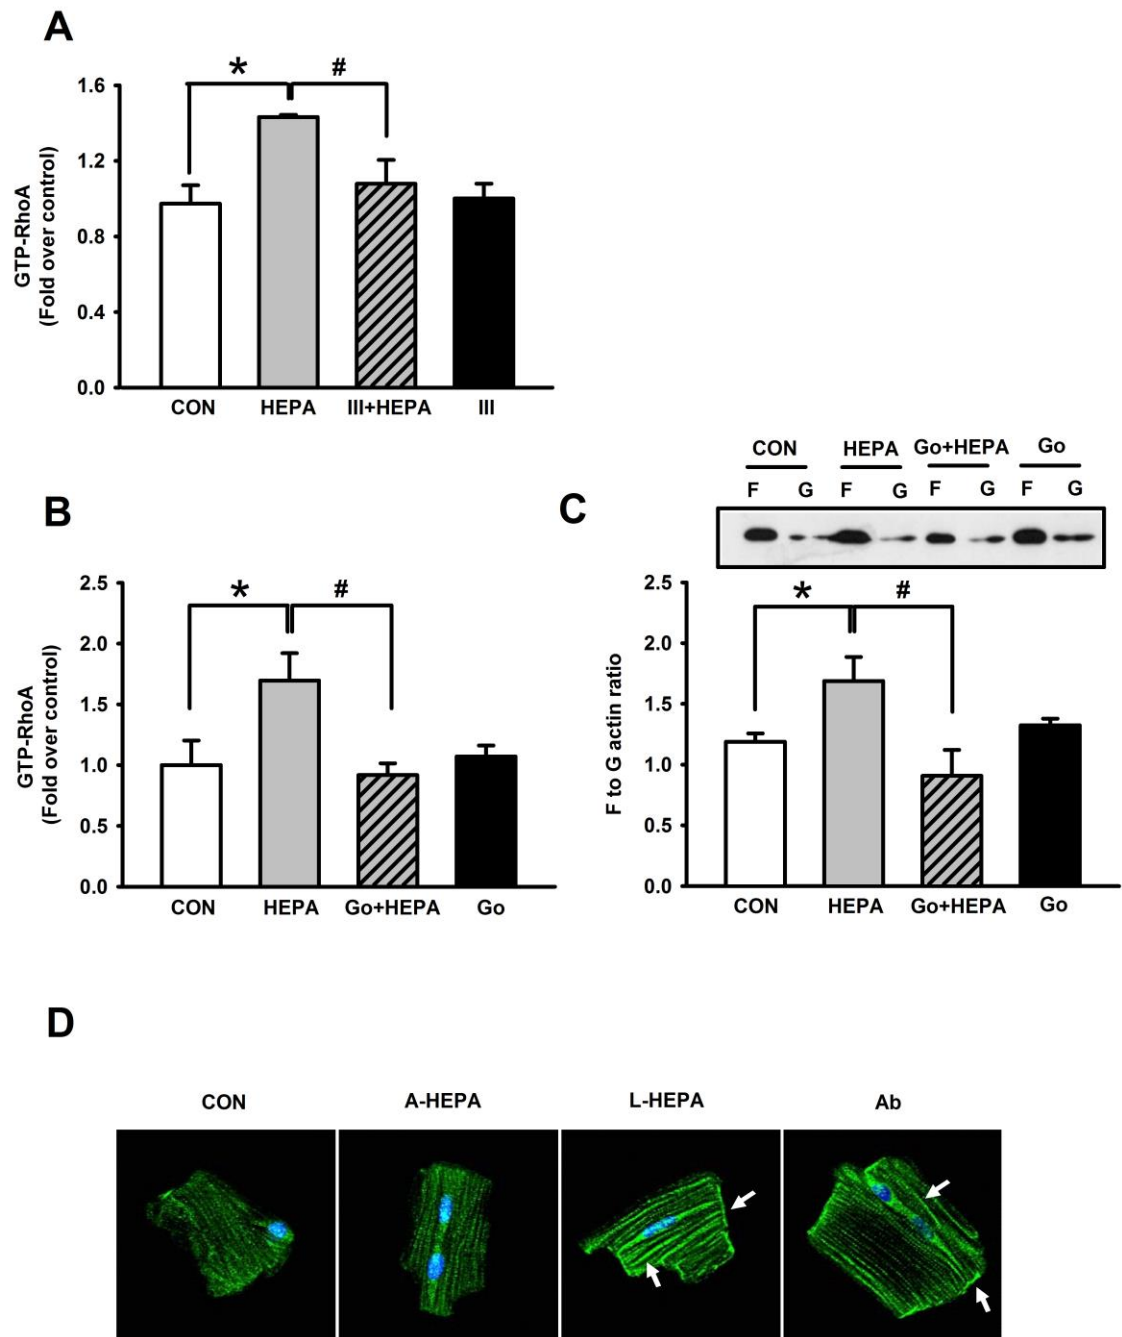 A
* #
GTP-RhoA
(Fold over control)
1.6
1.2
0.8
0.4
0.0
CON HEPA III+HEPA III
B
* #
GTP-RhoA
(Fold over control)
2.5
2.0
1.5
1.0
0.5
0.0
CON HEPA Go+HEPA Go
C
CON HEPA Go+HEPA Go
F G F G F G F G
* #
F to G actin ratio
2.5
2.0
1.5
1.0
0.5
0.0
CON HEPA Go+HEPA Go
D
CON A-HEPA L-HEPA Ab